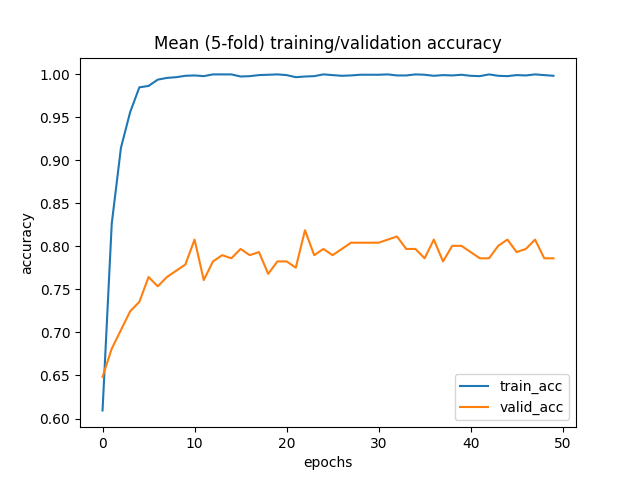 Mean (5-fold) training/validation accuracy
accuracy
1.00
0.95
0.90
0.85
0.80
0.75
0.70
0.65
0.60
0 10 20 30 40 50
epochs
train_acc
valid_acc